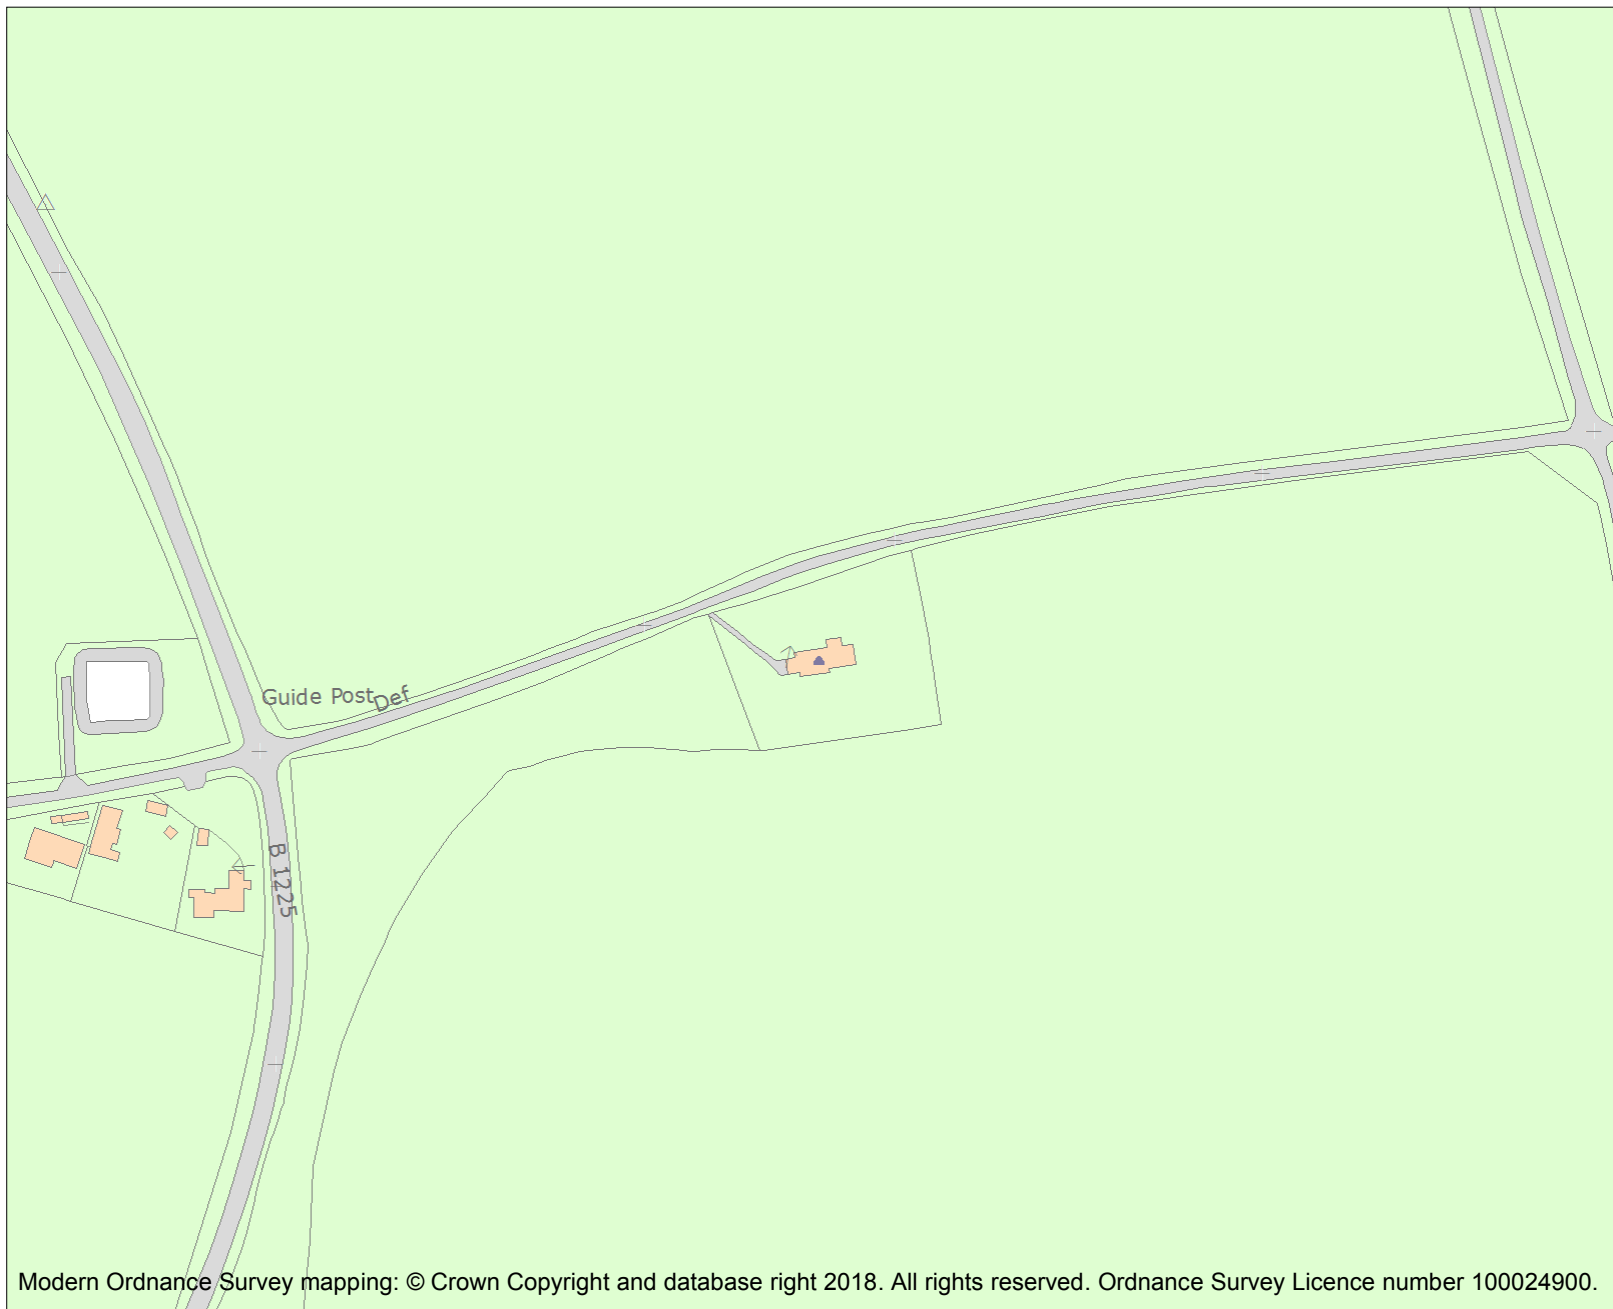 Guide Post
Def
B 1225
Modern Ordnance Survey mapping: © Crown Copyright and database right 2018. All rights reserved. Ordnance Survey Licence number 100024900.